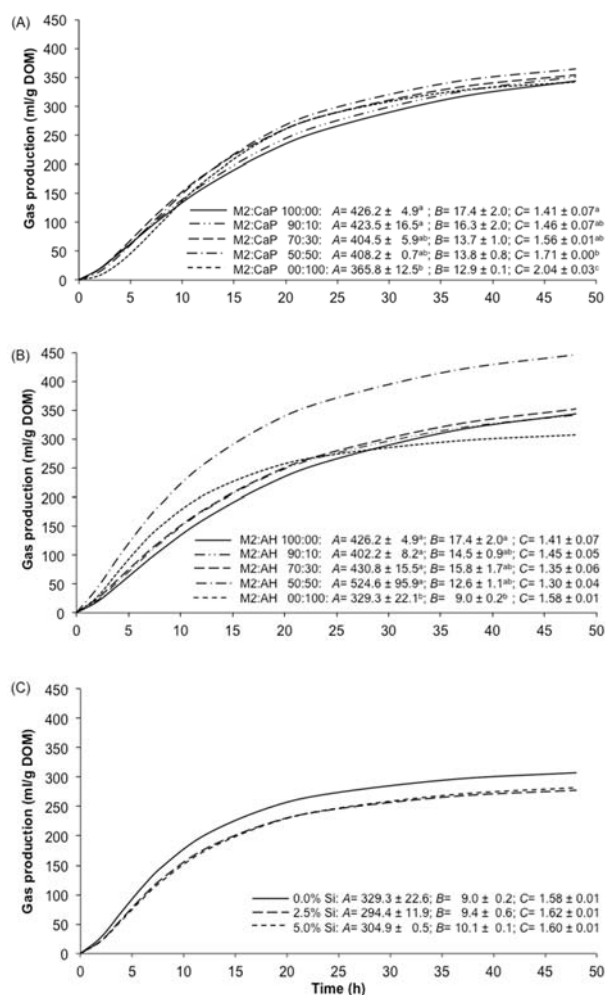 (A)
450
400
350
300
250
200
150
100
50
0
Gas production (ml/g DOM)
M2:CaP 100:00: A= 426.2 ± 4.9ᵃ ; B= 17.4 ± 2.0; C= 1.41 ± 0.07ᵃ
M2:CaP 90:10: A= 423.5 ± 16.5ᵃ ; B= 16.3 ± 2.0; C= 1.46 ± 0.07ᵃᵇ
M2:CaP 70:30: A= 404.5 ± 5.9ᵃᵇ; B= 13.7 ± 1.0; C= 1.56 ± 0.01ᵃᵇ
M2:CaP 50:50: A= 408.2 ± 0.7ᵃᵇ; B= 13.8 ± 0.8; C= 1.71 ± 0.00ᵇ
M2:CaP 00:100: A= 365.8 ± 12.5ᵇ ; B= 12.9 ± 0.1; C= 2.04 ± 0.03ᶜ
0 5 10 15 20 25 30 35 40 45 50
(B)
450
400
350
300
250
200
150
100
50
0
Gas production (ml/g DOM)
M2:AH 100:00: A= 426.2 ± 4.9ᵃ; B= 17.4 ± 2.0ᵃ ; C= 1.41 ± 0.07
M2:AH 90:10: A= 402.2 ± 8.2ᵃ; B= 14.5 ± 0.9ᵃᵇ; C= 1.45 ± 0.05
M2:AH 70:30: A= 430.8 ± 15.5ᵃ; B= 15.8 ± 1.7ᵃᵇ; C= 1.35 ± 0.06
M2:AH 50:50: A= 524.6 ± 95.9ᵃ; B= 12.6 ± 1.1ᵃᵇ; C= 1.30 ± 0.04
M2:AH 00:100: A= 329.3 ± 22.1ᵇ; B= 9.0 ± 0.2ᵇ ; C= 1.58 ± 0.01
0 5 10 15 20 25 30 35 40 45 50
(C)
450
400
350
300
250
200
150
100
50
0
Gas production (ml/g DOM)
0.0% Si: A= 329.3 ± 22.6; B= 9.0 ± 0.2; C= 1.58 ± 0.01
2.5% Si: A= 294.4 ± 11.9; B= 9.4 ± 0.6; C= 1.62 ± 0.01
5.0% Si: A= 304.9 ± 0.5; B= 10.1 ± 0.1; C= 1.60 ± 0.01
0 5 10 15 20 25 30 35 40 45 50
Time (h)